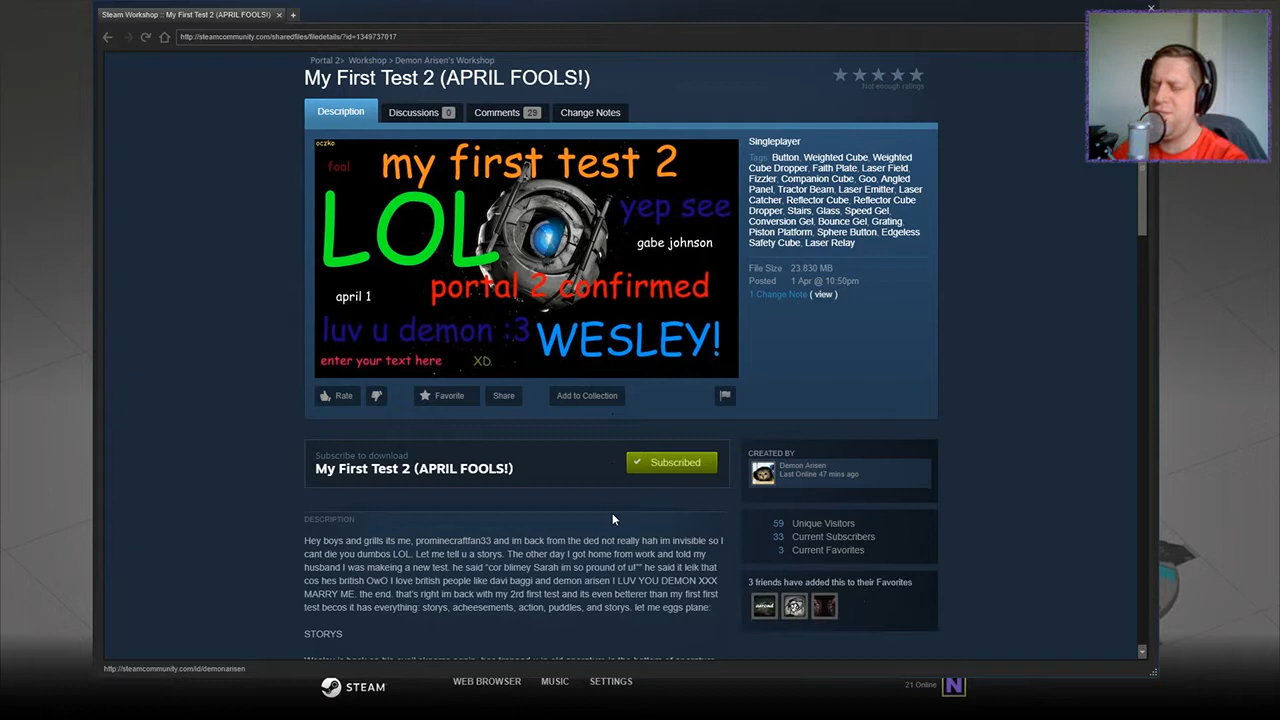 Steam Workshop :: My First Test 2 (APRIL FOOLS!)
http://steamcommunity.com/sharedfiles/filedetails/?id=1349737017
Portal 2> Workshop > Demon Arisen's Workshop
My First Test 2 (APRIL FOOLS!)
Not enough ratings
Description
Discussions 0
Comments 29
Change Notes
oczko
fool
my first test 2
LOL
yep see
gabe johnson
portal 2 confirmed
april 1
luv u demon :3
WESLEY!
enter your text here
XD
Singleplayer
Tags: Button, Weighted Cube, Weighted
Cube Dropper, Faith Plate, Laser Field,
Fizzler, Companion Cube, Goo, Angled
Panel, Tractor Beam, Laser Emitter, Laser
Catcher, Reflector Cube, Reflector Cube
Dropper, Stairs, Glass, Speed Gel,
Conversion Gel, Bounce Gel, Grating,
Piston Platform, Sphere Button, Edgeless
Safety Cube, Laser Relay
File Size 23.830 MB
Posted 1 Apr @ 10:50pm
1 Change Note ( view )
Rate
Favorite
Share
Add to Collection
Subscribe to download
My First Test 2 (APRIL FOOLS!)
Subscribed
CREATED BY
Demon Arisen
Last Online 47 mins ago
59 Unique Visitors
33 Current Subscribers
3 Current Favorites
3 friends have added this to their Favorites
DESCRIPTION
Hey boys and grills its me, prominecraftfan33 and im back from the ded not really hah im invisible so I
cant die you dumbos LOL. Let me tell u a storys. The other day I got home from work and told my
husband I was makeing a new test. he said "cor blimey Sarah im so pround of u!"" he said it leik that
cos hes british OwO I love british people like davi baggi and demon arisen I LUV YOU DEMON XXX
MARRY ME. the end. that's right im back with my 2rd first test and its even betterer than my first first
test becos it has everything: storys, acheesements, action, puddles, and storys. let me eggs plane:
STORYS
http://steamcommunity.com/id/demonarisen
STEAM
WEB BROWSER
MUSIC
SETTINGS
21 Online
N